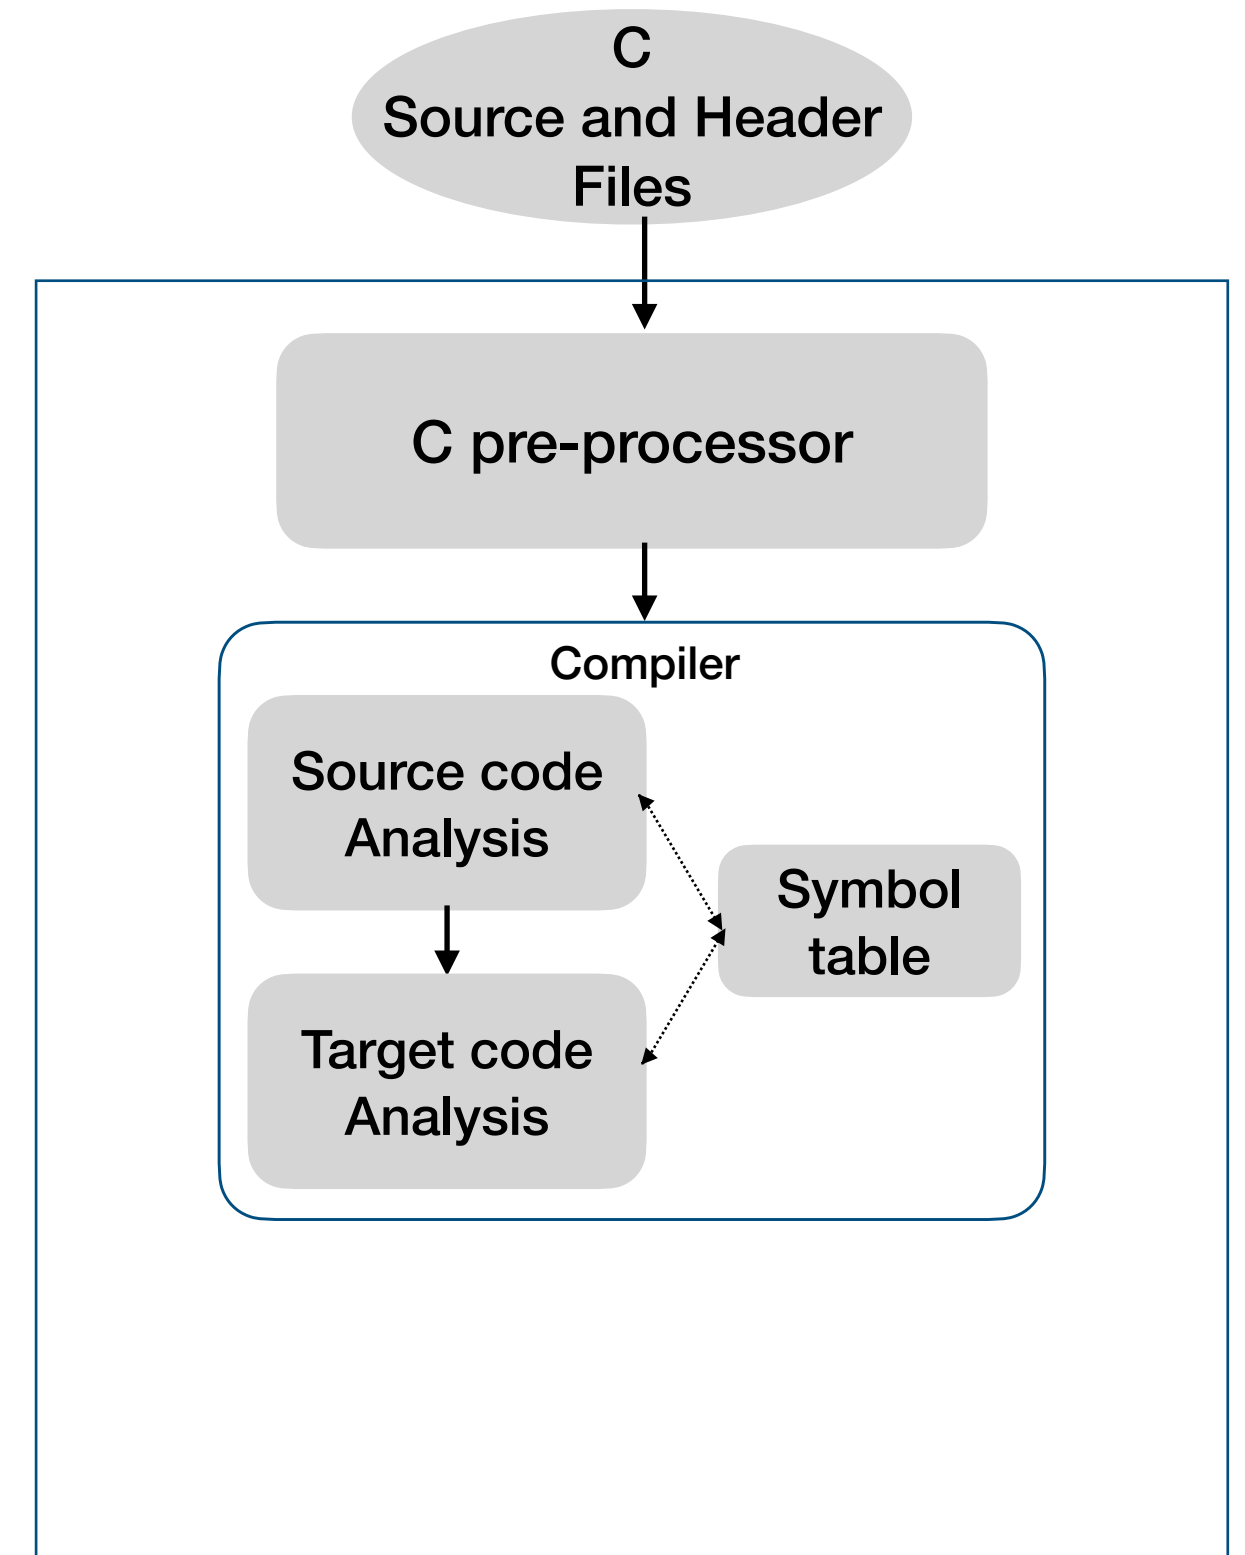 C
Source and Header
Files
C pre-processor
Compiler
Source code
Analysis
Symbol
table
Target code
Analysis